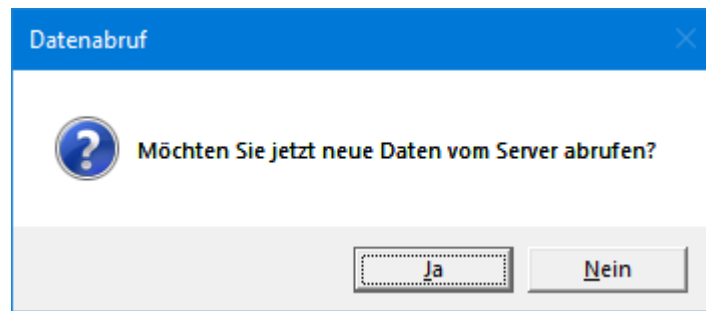 Datenabruf
Möchten Sie jetzt neue Daten vom Server abrufen?
Ja
Nein